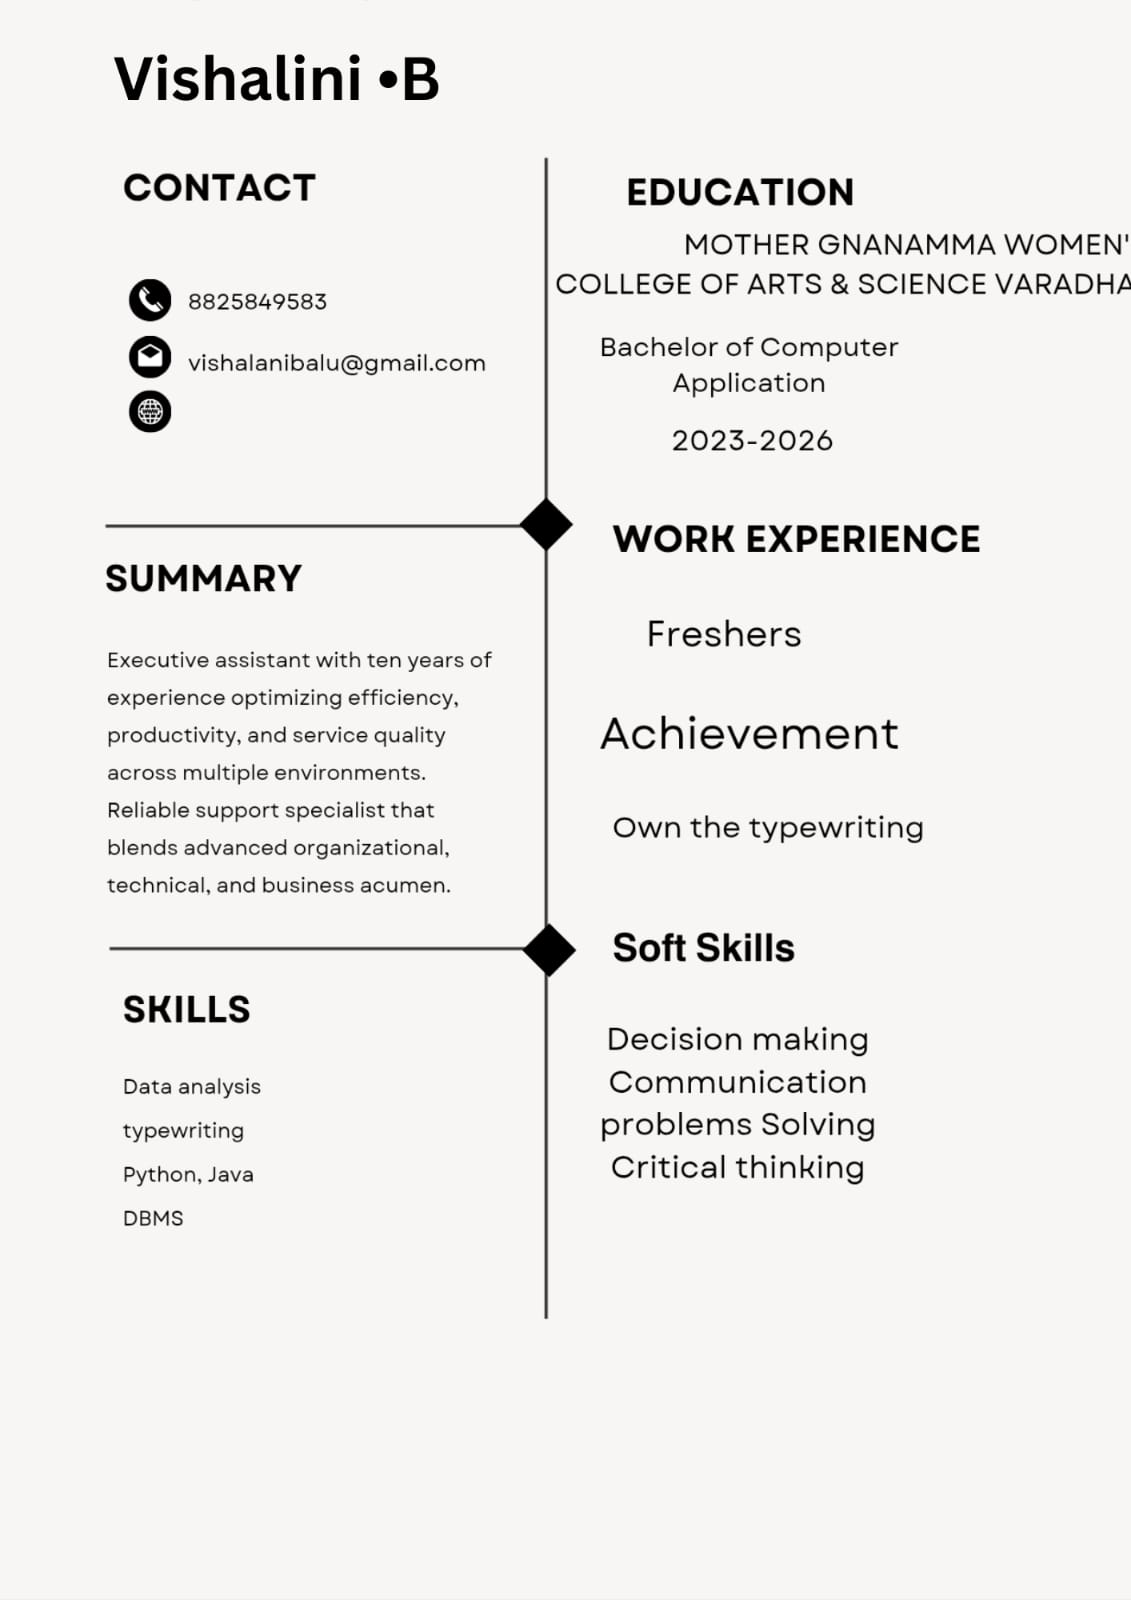 Vishalini •B
CONTACT
8825849583
vishalanibalu@gmail.com
SUMMARY
Executive assistant with ten years of
experience optimizing efficiency,
productivity, and service quality
across multiple environments.
Reliable support specialist that
blends advanced organizational,
technical, and business acumen.
SKILLS
Data analysis
typewriting
Python, Java
DBMS
EDUCATION
MOTHER GNANAMMA WOMEN'
COLLEGE OF ARTS & SCIENCE VARADHA
Bachelor of Computer
Application
2023-2026
WORK EXPERIENCE
Freshers
Achievement
Own the typewriting
Soft Skills
Decision making
Communication
problems Solving
Critical thinking